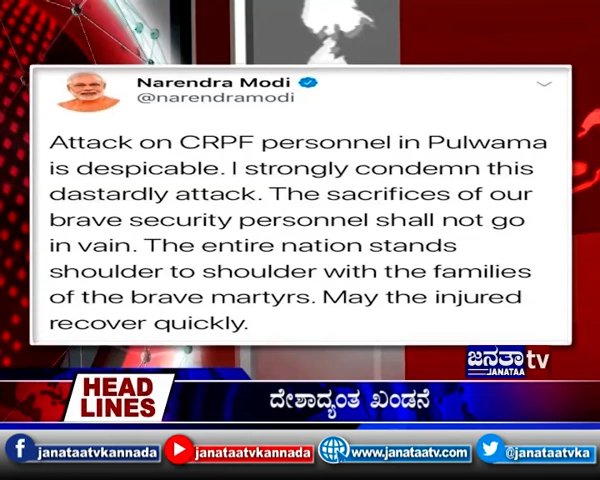 Narendra Modi
@narendramodi
Attack on CRPF personnel in Pulwama
is despicable. I strongly condemn this
dastardly attack. The sacrifices of our
brave security personnel shall not go
in vain. The entire nation stands
shoulder to shoulder with the families
of the brave martyrs. May the injured
recover quickly.
ಜನತಾ tv
JANATAA
HEAD
LINES
ದೇಶಾದ್ಯಂತ ಖಂಡನೆ
janataatvkannada
janataatvkannada
www.janataatv.com
@janataatvka